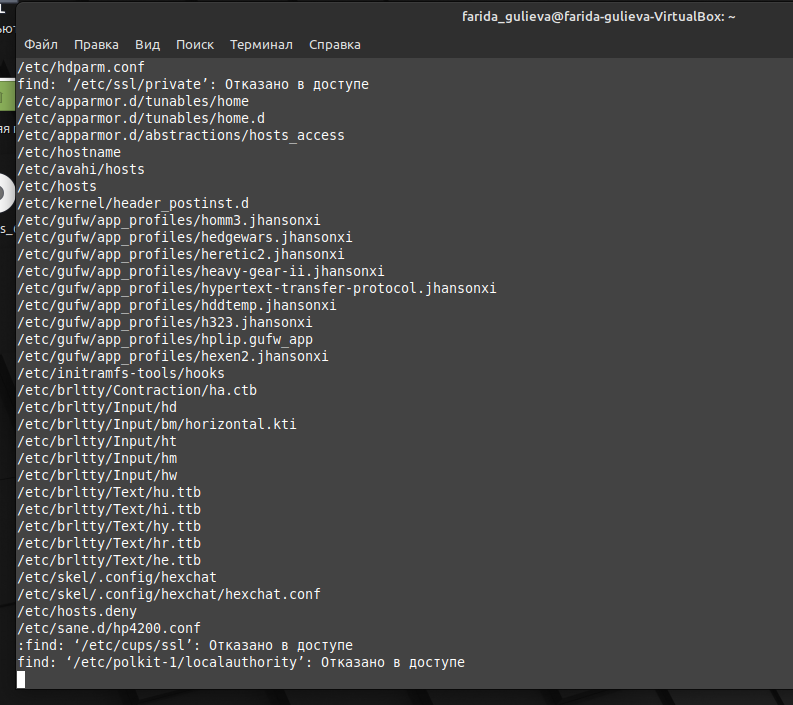 farida_gulieva@farida-gulieva-VirtualBox: ~
Файл Правка Вид Поиск Терминал Справка
/etc/hdparm.conf
find: ‘/etc/ssl/private’: Отказано в доступе
/etc/apparmor.d/tunables/home
/etc/apparmor.d/tunables/home.d
/etc/apparmor.d/abstractions/hosts_access
/etc/hostname
/etc/avahi/hosts
/etc/hosts
/etc/kernel/header_postinst.d
/etc/gufw/app_profiles/homm3.jhansonxi
/etc/gufw/app_profiles/hedgewars.jhansonxi
/etc/gufw/app_profiles/heretic2.jhansonxi
/etc/gufw/app_profiles/heavy-gear-ii.jhansonxi
/etc/gufw/app_profiles/hypertext-transfer-protocol.jhansonxi
/etc/gufw/app_profiles/hddtemp.jhansonxi
/etc/gufw/app_profiles/h323.jhansonxi
/etc/gufw/app_profiles/hplip.gufw_app
/etc/gufw/app_profiles/hexen2.jhansonxi
/etc/initramfs-tools/hooks
/etc/brltty/Contraction/ha.ctb
/etc/brltty/Input/hd
/etc/brltty/Input/bm/horizontal.kti
/etc/brltty/Input/ht
/etc/brltty/Input/hm
/etc/brltty/Input/hw
/etc/brltty/Text/hu.ttb
/etc/brltty/Text/hi.ttb
/etc/brltty/Text/hy.ttb
/etc/brltty/Text/hr.ttb
/etc/brltty/Text/he.ttb
/etc/skel/.config/hexchat
/etc/skel/.config/hexchat/hexchat.conf
/etc/hosts.deny
/etc/sane.d/hp4200.conf
:find: ‘/etc/cups/ssl’: Отказано в доступе
find: ‘/etc/polkit-1/localauthority’: Отказано в доступе